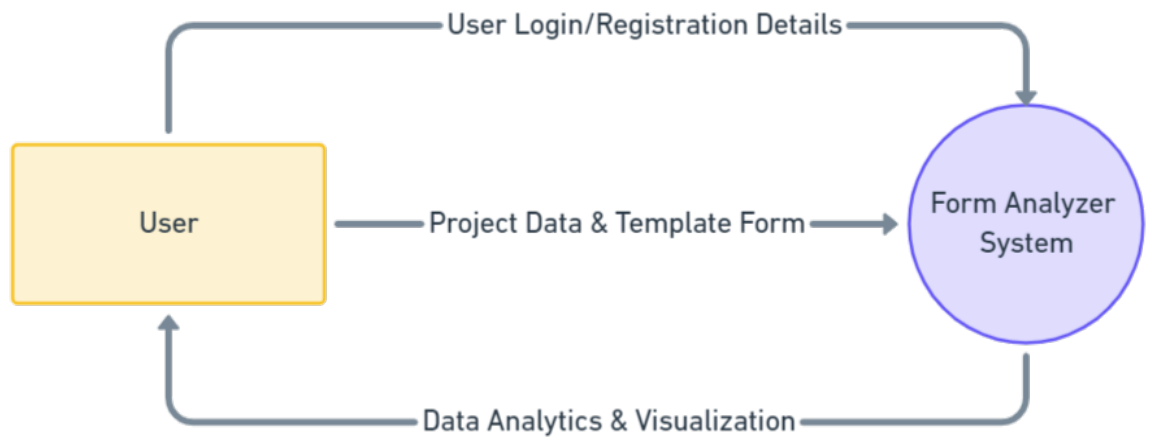 User Login/Registration Details
User
Project Data & Template Form
Form Analyzer
System
Data Analytics & Visualization